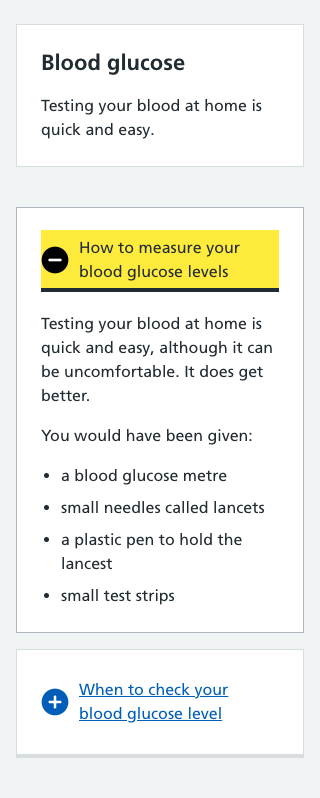 Blood glucose
Testing your blood at home is
quick and easy.
How to measure your
blood glucose levels
Testing your blood at home is
quick and easy, although it can
be uncomfortable. It does get
better.
You would have been given:
• a blood glucose metre
• small needles called lancets
• a plastic pen to hold the
lancest
• small test strips
When to check your
blood glucose level